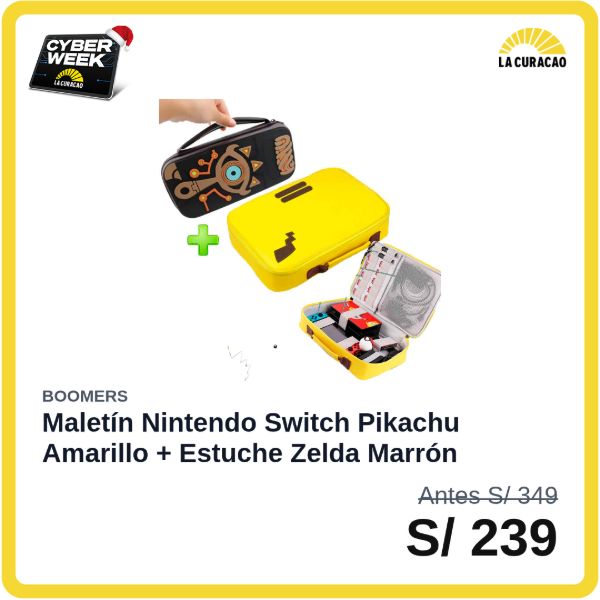 CYBER
WEEK
LA CURACAO
LA CURACAO
BOOMERS
Maletín Nintendo Switch Pikachu
Amarillo + Estuche Zelda Marrón
Antes S/ 349
S/ 239